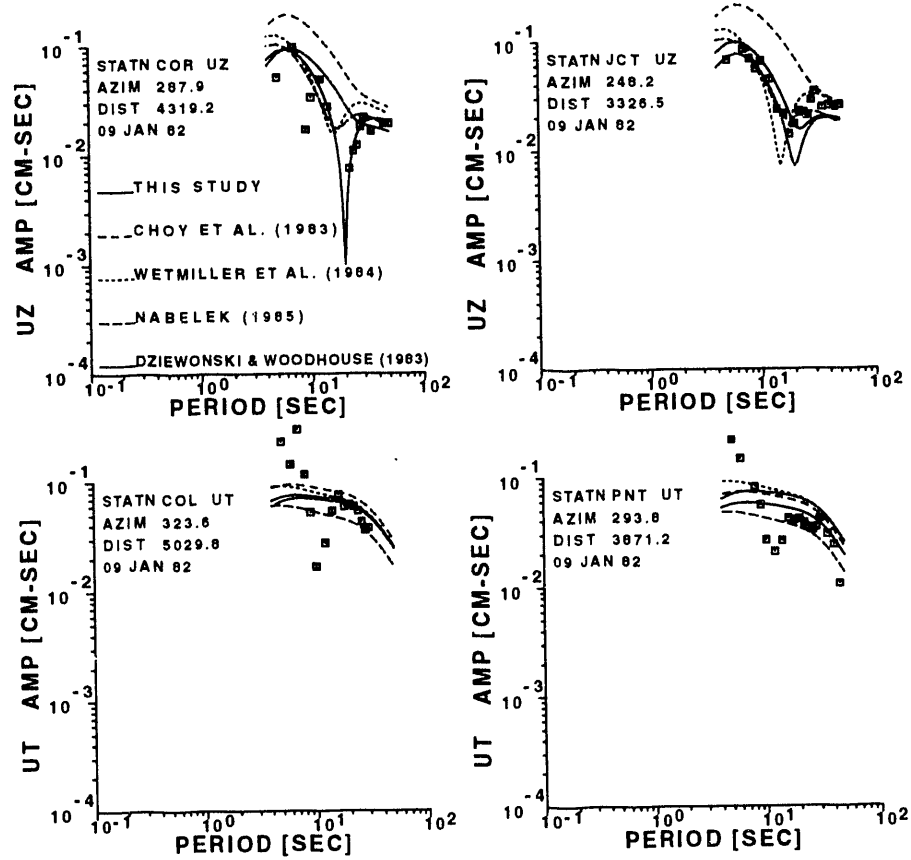 10-1
10-2
10-3
10-4
UZ AMP [CM-SEC]
STATN COR UZ
AZIM 287.9
DIST 4319.2
09 JAN 82
THIS STUDY
CHOY ET AL. (1983)
WETMILLER ET AL. (1984)
NABELEK (1985)
DZIEWONSKI & WOODHOUSE (1983)
10-1 100 101 102
PERIOD [SEC]
10-1
10-2
10-3
10-4
UZ AMP [CM-SEC]
STATN JCT UZ
AZIM 248.2
DIST 3326.5
09 JAN 82
10-1 100 101 102
PERIOD [SEC]
10-1
10-2
10-3
10-4
UT AMP [CM-SEC]
STATN COL UT
AZIM 323.6
DIST 5029.8
09 JAN 82
10-1 100 101 102
PERIOD [SEC]
10-1
10-2
10-3
10-4
UT AMP [CM-SEC]
STATN PNT UT
AZIM 293.8
DIST 3871.2
09 JAN 82
10-1 100 101 102
PERIOD [SEC]